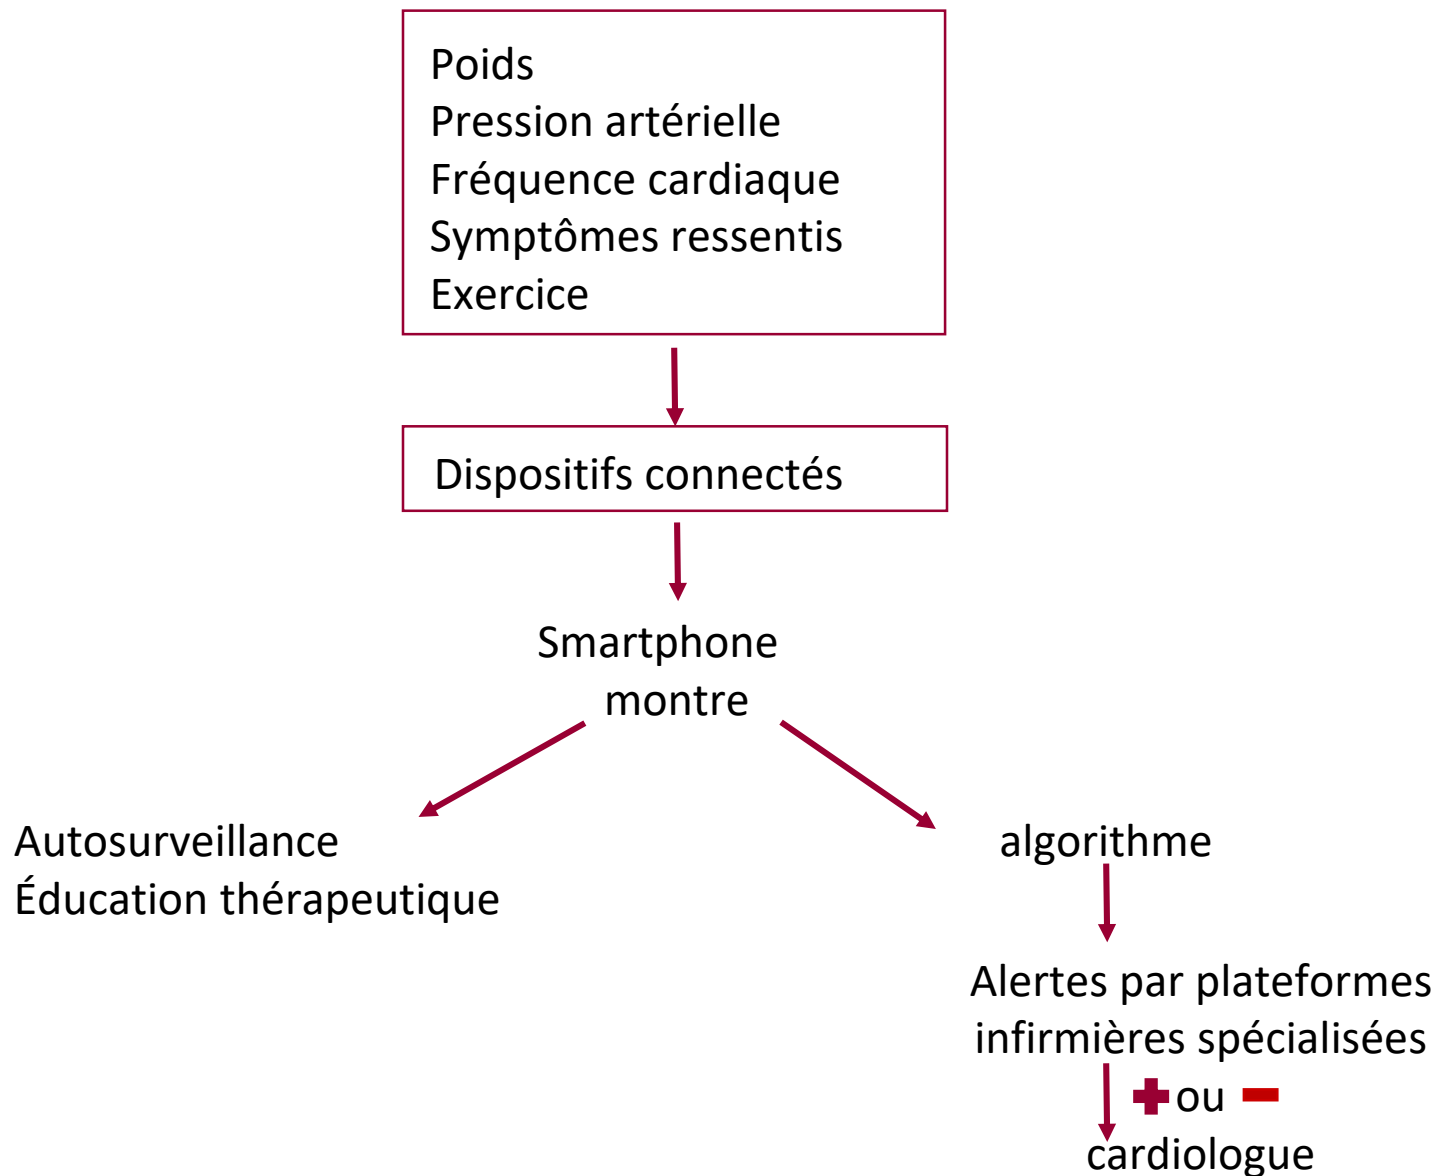 Poids
Pression artérielle
Fréquence cardiaque
Symptômes ressentis
Exercice
Dispositifs connectés
Smartphone
montre
Autosurveillance
Éducation thérapeutique
algorithme
Alertes par plateformes
infirmières spécialisées
+ ou -
cardiologue